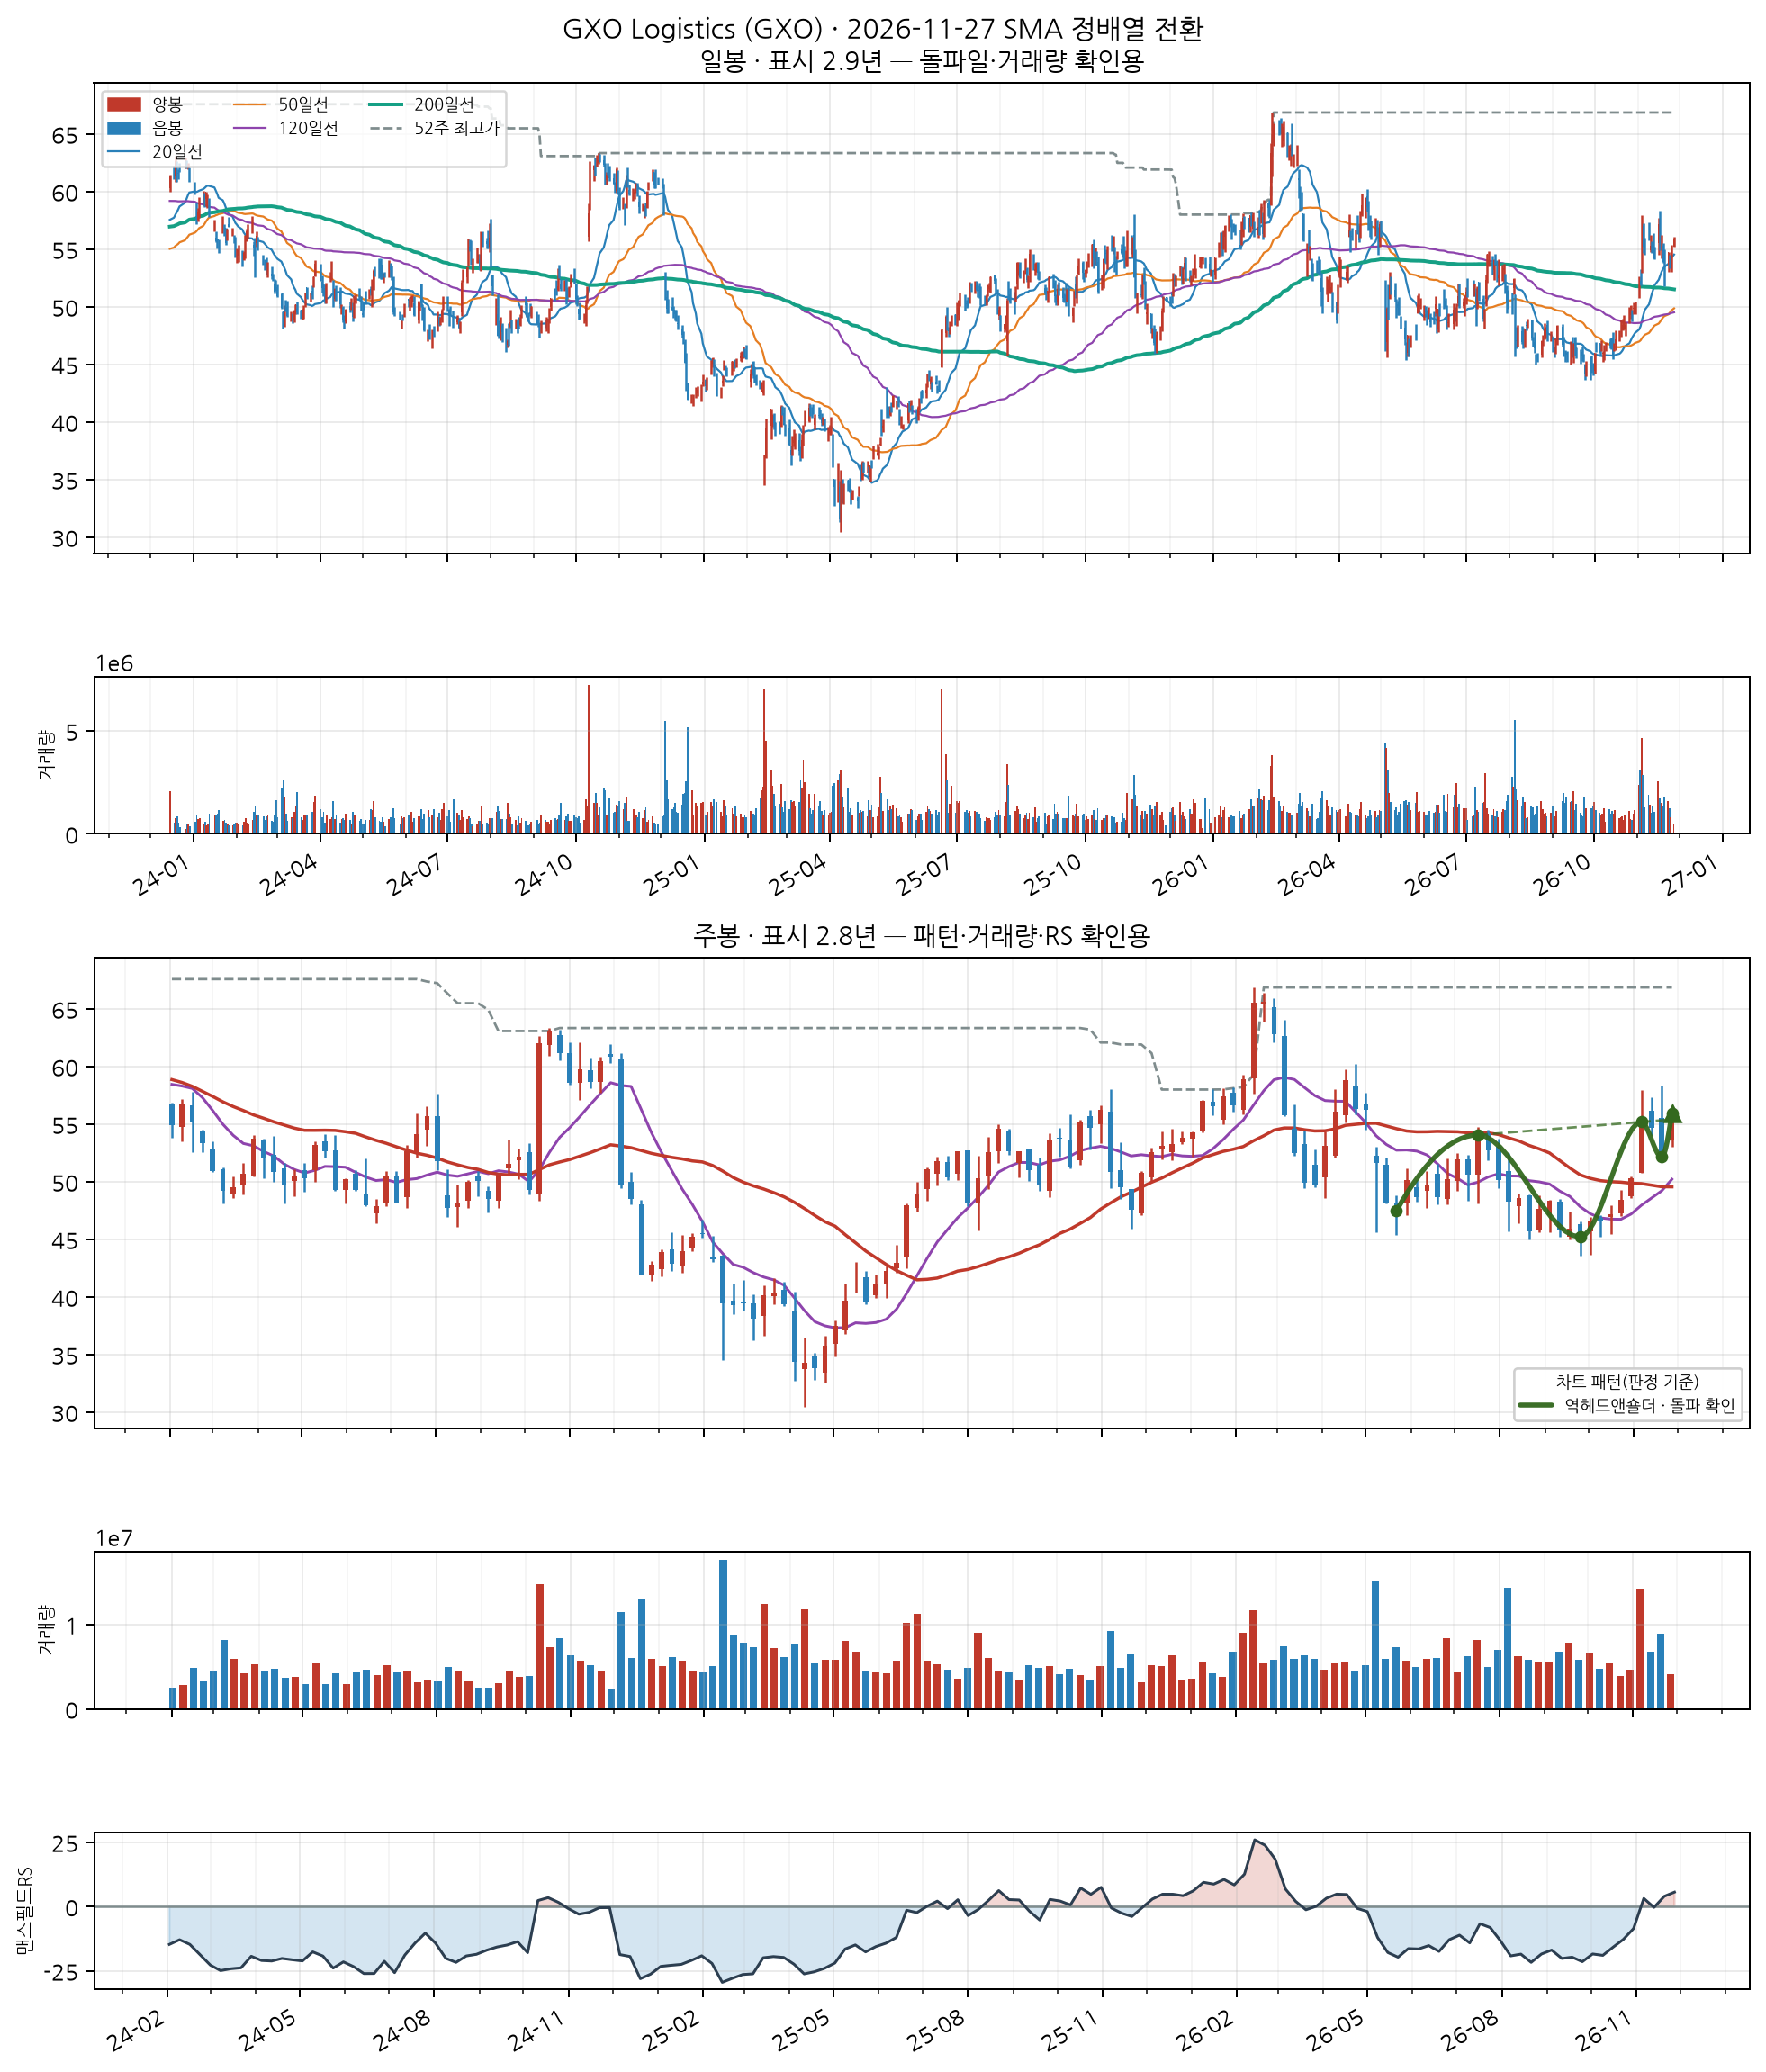 GXO Logistics (GXO) · 2026-11-27 SMA 정배열 전환
일봉 · 표시 2.9년 — 돌파일·거래량 확인용
양봉
음봉
20일선
50일선
120일선
200일선
52주 최고가
65
60
55
50
45
40
35
30
1e6
거래량
5
0
24-01
24-04
24-07
24-10
25-01
25-04
25-07
25-10
26-01
26-04
26-07
26-10
27-01
주봉 · 표시 2.8년 — 패턴·거래량·RS 확인용
65
60
55
50
45
40
35
30
차트 패턴(판정 기준)
역헤드앤숄더 · 돌파 확인
1e7
거래량
1
0
맨스필드RS
25
0
-25
24-02
24-05
24-08
24-11
25-02
25-05
25-08
25-11
26-02
26-05
26-08
26-11